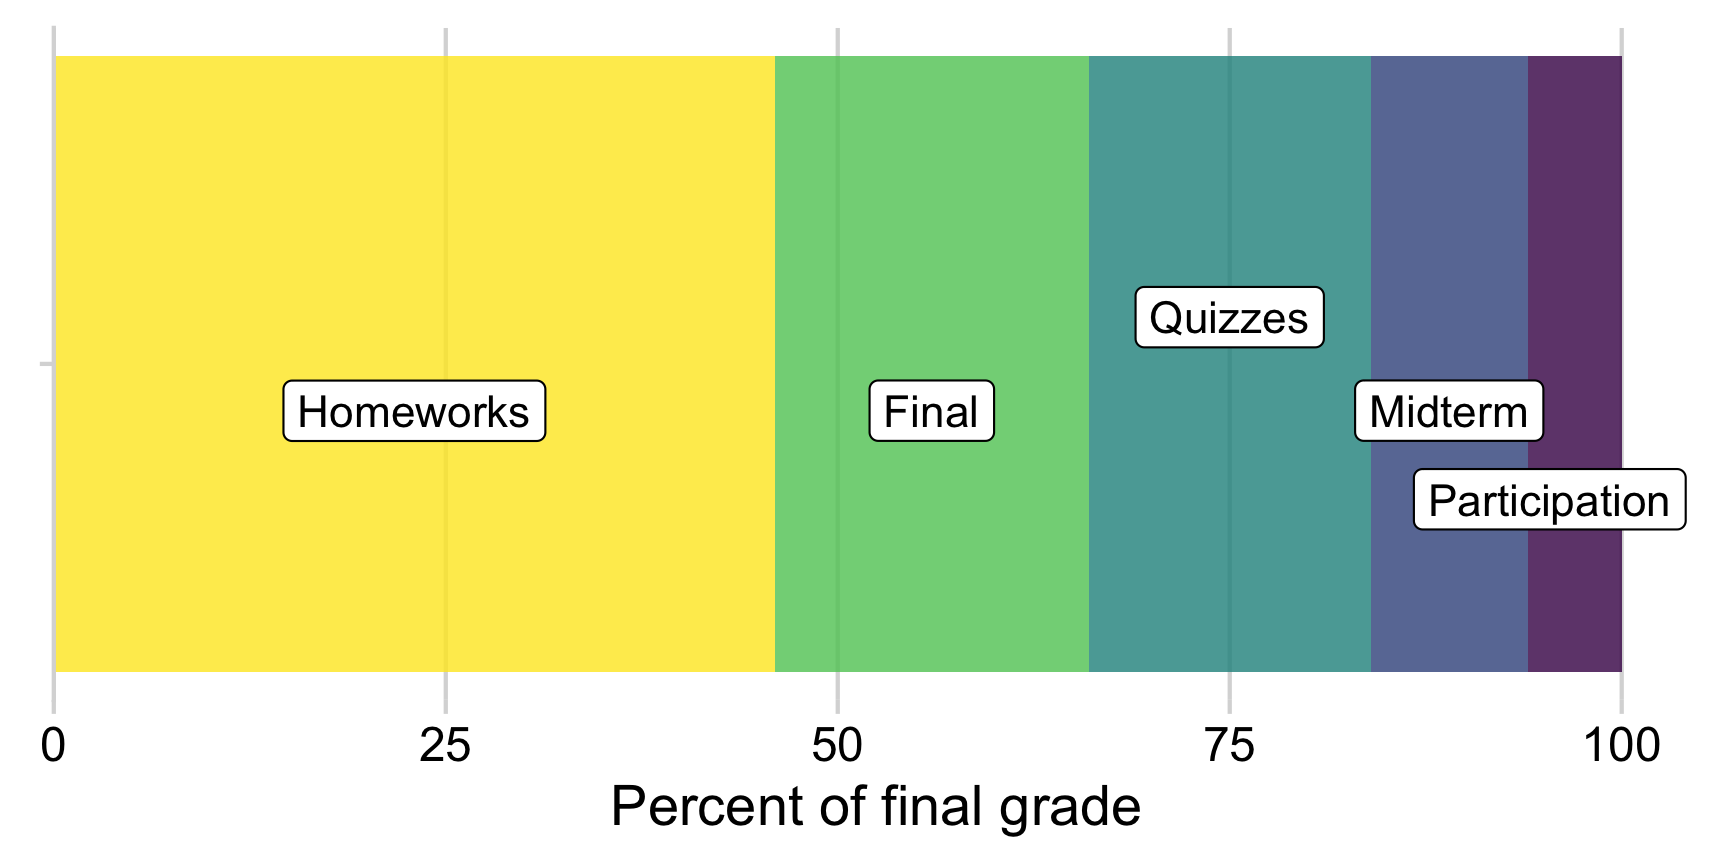 Quizzes
Homeworks
Final
Midterm
Participation
0
25
50
75
100
Percent of final grade